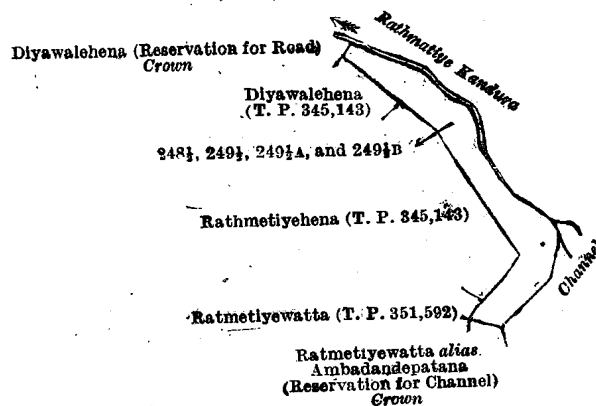 Rathmatiye Kandura
Diyawalehena (Reservation for Road)
Crown
Diyawalehena
(T. P. 345,143)
248½, 249½, 249½A, and 249½B
Rathmetiyehena (T. P. 345,143)
Channel
Ratmetiyewatta (T. P. 351,592)
Ratmetiyewatta alias
Ambadandepatana
(Reservation for Channel)
Crown